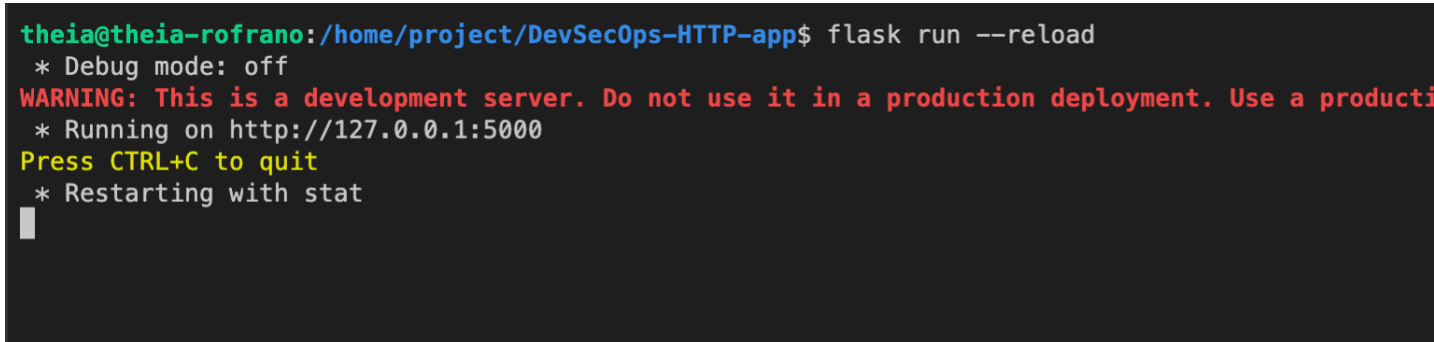 theia@theia-rofrano:/home/project/DevSecOps-HTTP-app$ flask run --reload
* Debug mode: off
WARNING: This is a development server. Do not use it in a production deployment. Use a producti
* Running on http://127.0.0.1:5000
Press CTRL+C to quit
* Restarting with stat